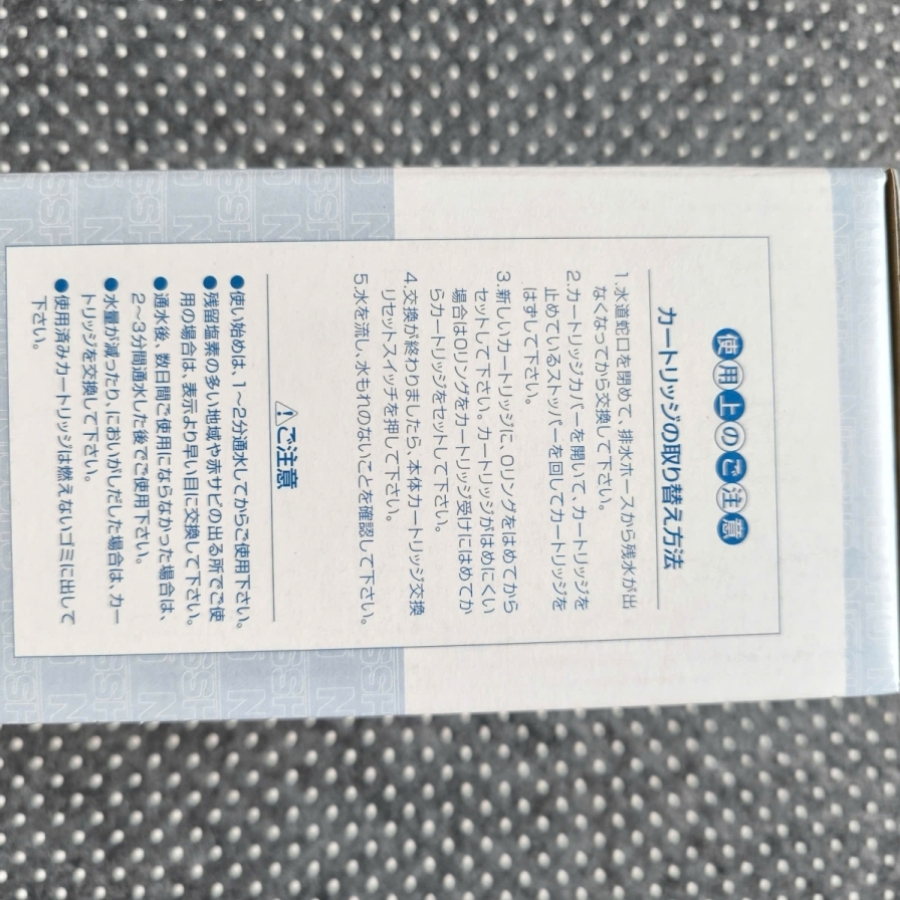 使用上のご注意
カートリッジの取り替え方法
1.水道蛇口を閉めて、排水ホースから残水が出
なくなってから交換して下さい。
2.カートリッジカバーを開いて、カートリッジを
止めているストッパーを回してカートリッジを
はずして下さい。
3.新しいカートリッジに、Oリングをはめてから
セットして下さい。カートリッジがはめにくい
場合はOリングをカートリッジ受けにはめてか
らカートリッジをセットして下さい。
4.交換が終わりましたら、本体カートリッジ交換
リセットスイッチを押して下さい。
5.水を流し、水もれのないことを確認して下さい。
⚠ご注意
●使い始めは、1〜2分通水してからご使用下さい。
●残留塩素の多い地域や赤サビの出る所でご使
用の場合は、表示より早い目に交換して下さい。
●通水後、数日間ご使用にならなかった場合は、
2〜3分間通水した後でご使用下さい。
●水量が減ったり、においがしだした場合は、カー
トリッジを交換して下さい。
●使用済みカートリッジは燃えないゴミに出して
下さい。